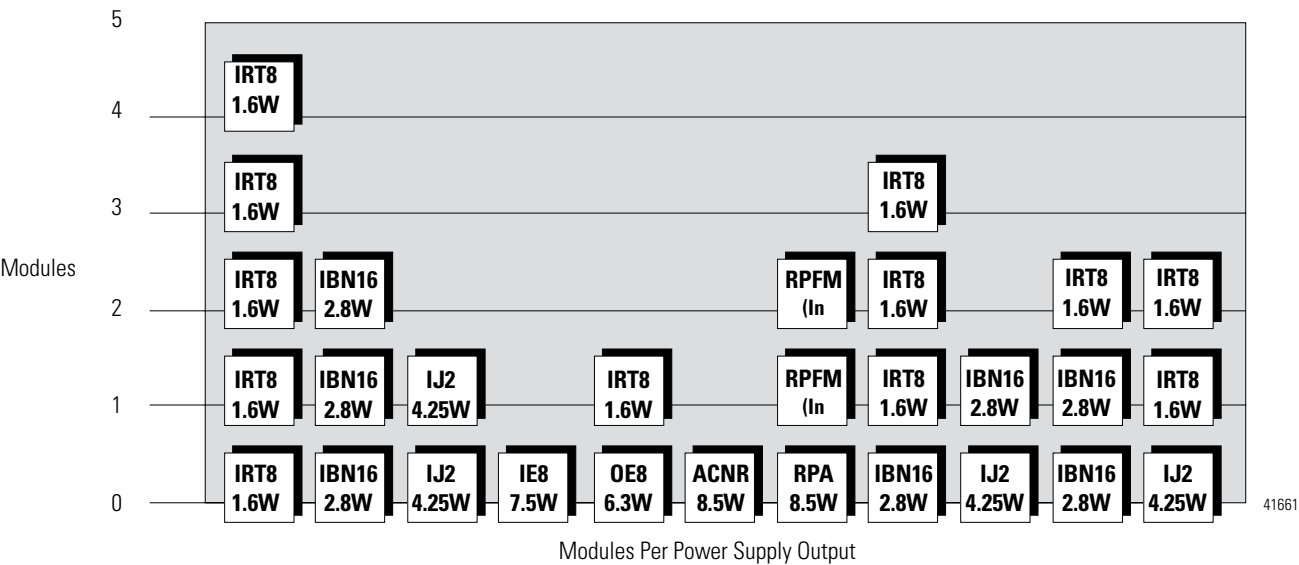 5
IRT8
1.6W
4
IRT8 IRT8
1.6W 1.6W
3
Modules
IRT8 IBN16 RPFM IRT8 IRT8 IRT8
1.6W 2.8W (In 1.6W 1.6W 1.6W
2
IRT8 IBN16 IJ2 IRT8 RPFM IRT8 IBN16 IBN16 IRT8
1.6W 2.8W 4.25W 1.6W (In 1.6W 2.8W 2.8W 1.6W
1
IRT8 IBN16 IJ2 IE8 OE8 ACNR RPA IBN16 IJ2 IBN16 IJ2
1.6W 2.8W 4.25W 7.5W 6.3W 8.5W 8.5W 2.8W 4.25W 2.8W 4.25W
0
41661
Modules Per Power Supply Output